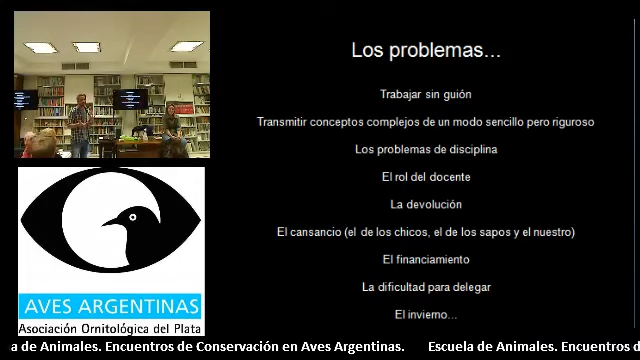 Los problemas...
Trabajar sin guión
Transmitir conceptos complejos de un modo sencillo pero riguroso
Los problemas de disciplina
El rol del docente
La devolución
El cansancio (el de los chicos, el de los sapos y el nuestro)
El financiamiento
La dificultad para delegar
El invierno...
AVES ARGENTINAS
Asociación Ornitológica del Plata
a de Animales. Encuentros de Conservación en Aves Argentinas. Escuela de Animales. Encuentros d